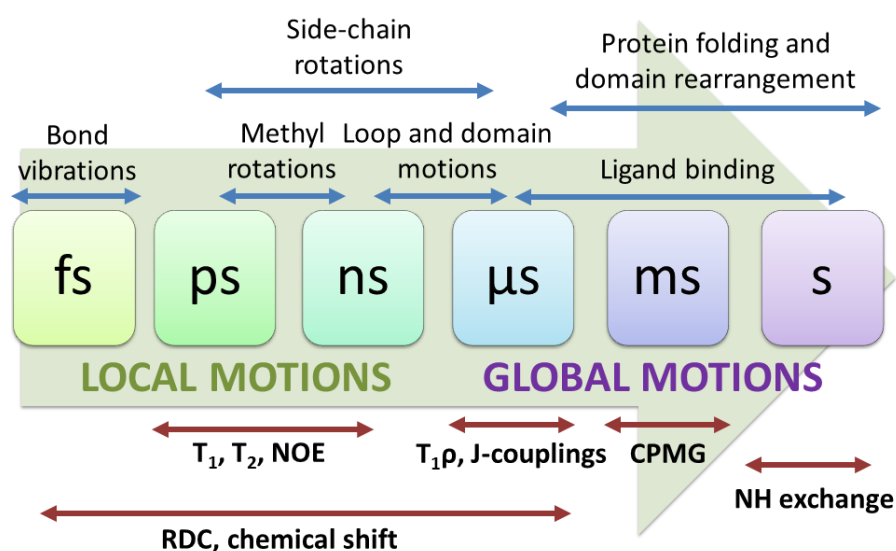 Side-chain
rotations
Protein folding and
domain rearrangement
Bond
vibrations
Methyl
rotations
Loop and domain
motions
Ligand binding
fs
ps
ns
μs
ms
s
LOCAL MOTIONS
GLOBAL MOTIONS
T₁, T₂, NOE
T₁ρ, J-couplings
CPMG
NH exchange
RDC, chemical shift